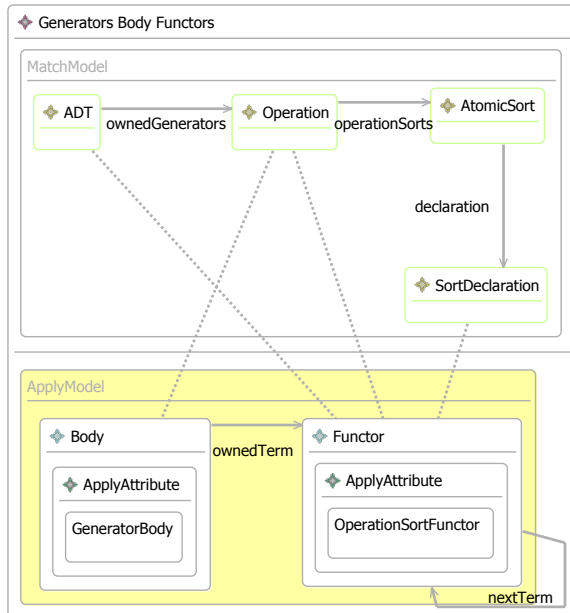 Generators Body Functors
MatchModel
ADT
ownedGenerators
Operation
operationSorts
AtomicSort
declaration
SortDeclaration
ApplyModel
Body
ownedTerm
Functor
ApplyAttribute
ApplyAttribute
GeneratorBody
OperationSortFunctor
nextTerm